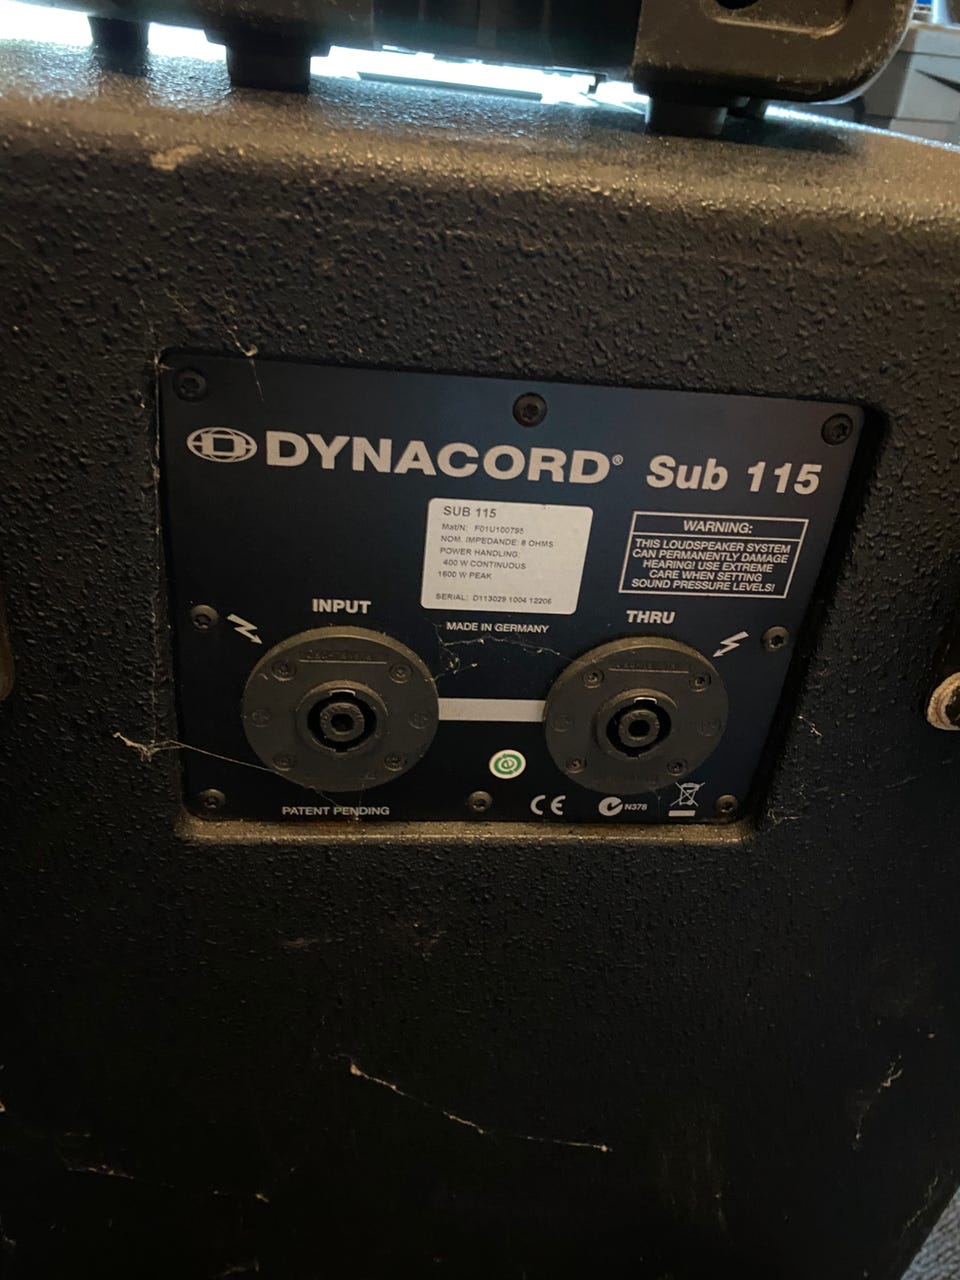 DYNACORD® Sub 115
SUB 115
Mat/N: F01U100795
NOM. IMPEDANDE: 8 OHMS
POWER HANDLING:
400 W CONTINUOUS
1600 W PEAK
SERIAL: D113029 1004 12206
WARNING:
THIS LOUDSPEAKER SYSTEM
CAN PERMANENTLY DAMAGE
HEARING! USE EXTREME
CARE WHEN SETTING
SOUND PRESSURE LEVELS!
MADE IN GERMANY
INPUT
THRU
PATENT PENDING
CE
N378